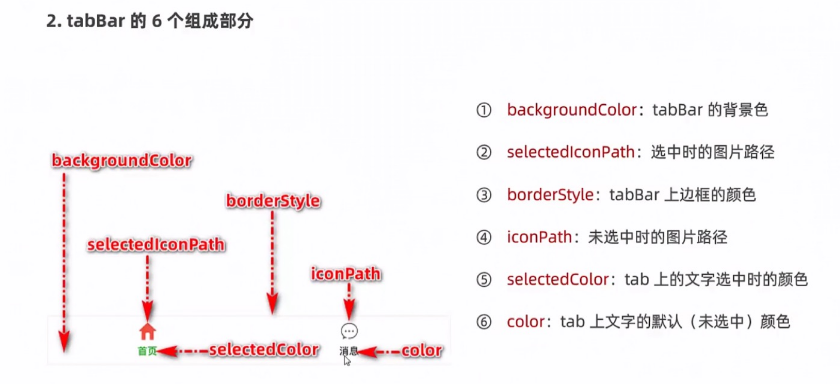 2. tabBar 的 6 个组成部分
backgroundColor
borderStyle
selectedIconPath
iconPath
首页
selectedColor
消息
color
① backgroundColor：tabBar 的背景色
② selectedIconPath：选中时的图片路径
③ borderStyle：tabBar 上边框的颜色
④ iconPath：未选中时的图片路径
⑤ selectedColor：tab 上的文字选中时的颜色
⑥ color：tab 上文字的默认（未选中）颜色